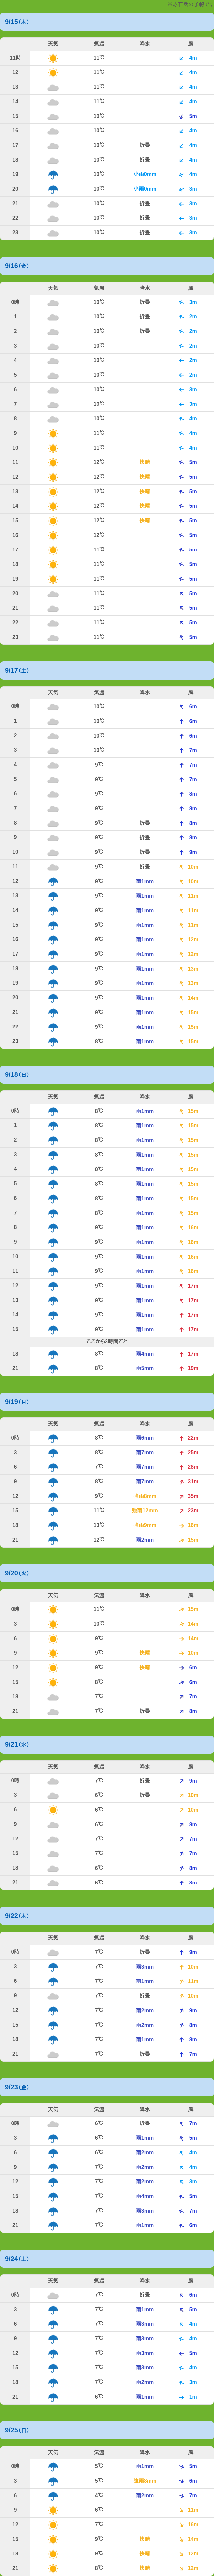 9/15(木)
天気 気温 降水 風
11時 11℃ 4m
12 11℃ 4m
13 11℃ 4m
14 11℃ 4m
15 10℃ 5m
16 10℃ 4m
17 10℃ 折畳 4m
18 10℃ 折畳 4m
19 10℃ 小雨0mm 4m
20 10℃ 小雨0mm 3m
21 10℃ 折畳 3m
22 10℃ 折畳 3m
23 10℃ 折畳 3m
9/16(金)
天気 気温 降水 風
0時 10℃ 折畳 3m
1 10℃ 折畳 2m
2 10℃ 折畳 2m
3 10℃ 2m
4 10℃ 2m
5 10℃ 2m
6 10℃ 3m
7 10℃ 3m
8 10℃ 4m
9 11℃ 4m
10 11℃ 4m
11 12℃ 快晴 5m
12 12℃ 快晴 5m
13 12℃ 快晴 5m
14 12℃ 快晴 5m
15 12℃ 快晴 5m
16 12℃ 5m
17 11℃ 5m
18 11℃ 5m
19 11℃ 5m
20 11℃ 5m
21 11℃ 5m
22 11℃ 5m
23 11℃ 5m
9/17(土)
天気 気温 降水 風
0時 10℃ 6m
1 10℃ 6m
2 10℃ 6m
3 10℃ 7m
4 9℃ 7m
5 9℃ 7m
6 9℃ 8m
7 9℃ 8m
8 9℃ 折畳 8m
9 9℃ 折畳 8m
10 9℃ 折畳 9m
11 9℃ 折畳 10m
12 9℃ 雨1mm 10m
13 9℃ 雨1mm 11m
14 9℃ 雨1mm 11m
15 9℃ 雨1mm 11m
16 9℃ 雨1mm 12m
17 9℃ 雨1mm 12m
18 9℃ 雨1mm 13m
19 9℃ 雨1mm 13m
20 9℃ 雨1mm 14m
21 9℃ 雨1mm 15m
22 9℃ 雨1mm 15m
23 8℃ 雨1mm 15m
9/18(日)
天気 気温 降水 風
0時 8℃ 雨1mm 15m
1 8℃ 雨1mm 15m
2 8℃ 雨1mm 15m
3 8℃ 雨1mm 15m
4 8℃ 雨1mm 15m
5 8℃ 雨1mm 15m
6 8℃ 雨1mm 15m
7 8℃ 雨1mm 15m
8 9℃ 雨1mm 16m
9 9℃ 雨1mm 16m
10 9℃ 雨1mm 16m
11 9℃ 雨1mm 16m
12 9℃ 雨1mm 17m
13 9℃ 雨1mm 17m
14 9℃ 雨1mm 17m
15 9℃ 雨1mm 17m
ここから3時間ごと
18 8℃ 雨4mm 17m
21 8℃ 雨5mm 19m
9/19(月)
天気 気温 降水 風
0時 8℃ 雨6mm 22m
3 8℃ 雨7mm 25m
6 7℃ 雨7mm 28m
9 8℃ 雨7mm 31m
12 9℃ 強雨8mm 35m
15 11℃ 強雨12mm 23m
18 13℃ 強雨9mm 16m
21 12℃ 雨2mm 15m
9/20(火)
天気 気温 降水 風
0時 11℃ 15m
3 10℃ 14m
6 9℃ 14m
9 9℃ 快晴 10m
12 9℃ 快晴 6m
15 8℃ 6m
18 7℃ 7m
21 7℃ 折畳 8m
9/21(水)
天気 気温 降水 風
0時 7℃ 折畳 9m
3 6℃ 折畳 10m
6 6℃ 10m
9 6℃ 8m
12 7℃ 7m
15 7℃ 7m
18 6℃ 8m
21 6℃ 8m
9/22(木)
天気 気温 降水 風
0時 7℃ 折畳 9m
3 7℃ 雨3mm 10m
6 7℃ 雨1mm 11m
9 7℃ 折畳 10m
12 7℃ 雨2mm 9m
15 7℃ 雨2mm 8m
18 7℃ 雨1mm 8m
21 7℃ 折畳 7m
9/23(金)
天気 気温 降水 風
0時 6℃ 折畳 7m
3 6℃ 雨1mm 5m
6 6℃ 雨2mm 4m
9 7℃ 雨2mm 4m
12 7℃ 雨2mm 3m
15 7℃ 雨4mm 5m
18 7℃ 雨3mm 7m
21 7℃ 雨1mm 6m
9/24(土)
天気 気温 降水 風
0時 7℃ 折畳 6m
3 7℃ 雨1mm 5m
6 7℃ 雨3mm 4m
9 7℃ 雨3mm 4m
12 7℃ 雨3mm 5m
15 7℃ 雨3mm 4m
18 7℃ 雨2mm 3m
21 6℃ 雨1mm 1m
9/25(日)
天気 気温 降水 風
0時 5℃ 雨1mm 5m
3 5℃ 強雨8mm 6m
6 4℃ 雨2mm 7m
9 6℃ 11m
12 7℃ 16m
15 9℃ 快晴 14m
18 9℃ 快晴 12m
21 8℃ 快晴 12m